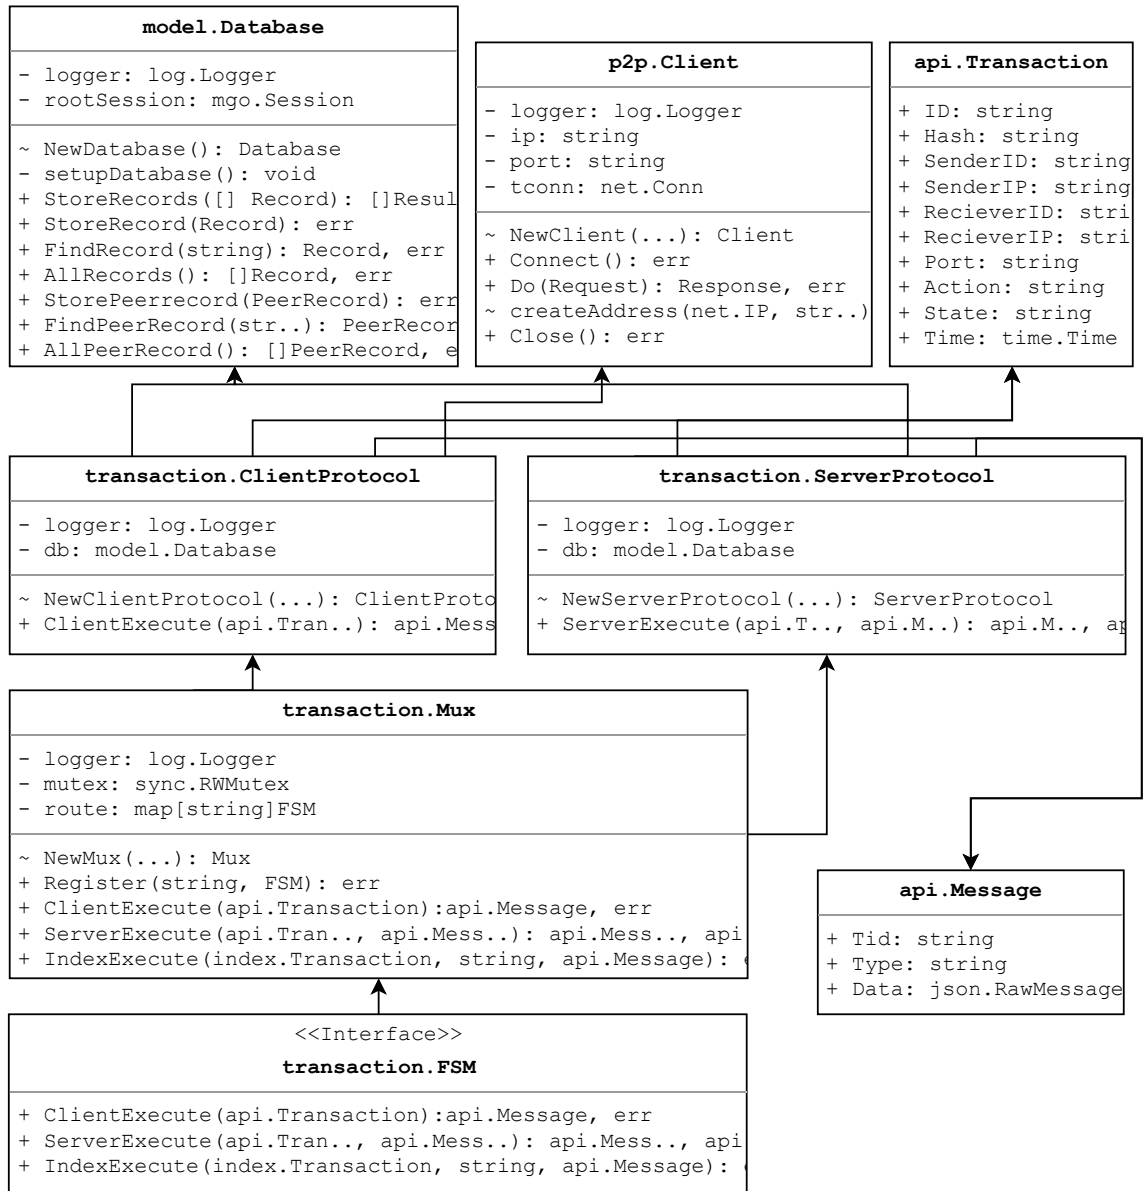 model.Database
- logger: log.Logger
- rootSession: mgo.Session
~ NewDatabase(): Database
- setupDatabase(): void
+ StoreRecords([] Record): []Resul
+ StoreRecord(Record): err
+ FindRecord(string): Record, err
+ AllRecords(): []Record, err
+ StorePeerrecord(PeerRecord): err
+ FindPeerRecord(str..): PeerRecor
+ AllPeerRecord(): []PeerRecord, e
p2p.Client
- logger: log.Logger
- ip: string
- port: string
- tconn: net.Conn
~ NewClient(...): Client
+ Connect(): err
+ Do(Request): Response, err
~ createAddress(net.IP, str..)
+ Close(): err
api.Transaction
+ ID: string
+ Hash: string
+ SenderID: string
+ SenderIP: string
+ RecieverID: stri
+ RecieverIP: stri
+ Port: string
+ Action: string
+ State: string
+ Time: time.Time
transaction.ClientProtocol
- logger: log.Logger
- db: model.Database
~ NewClientProtocol(...): ClientProto
+ ClientExecute(api.Tran..): api.Mess
transaction.ServerProtocol
- logger: log.Logger
- db: model.Database
~ NewServerProtocol(...): ServerProtocol
+ ServerExecute(api.T.., api.M..): api.M.., ap
transaction.Mux
- logger: log.Logger
- mutex: sync.RWMutex
- route: map[string]FSM
~ NewMux(...): Mux
+ Register(string, FSM): err
+ ClientExecute(api.Transaction):api.Message, err
+ ServerExecute(api.Tran.., api.Mess..): api.Mess.., api
+ IndexExecute(index.Transaction, string, api.Message): e
api.Message
+ Tid: string
+ Type: string
+ Data: json.RawMessage
<<Interface>>
transaction.FSM
+ ClientExecute(api.Transaction):api.Message, err
+ ServerExecute(api.Tran.., api.Mess..): api.Mess.., api
+ IndexExecute(index.Transaction, string, api.Message): e